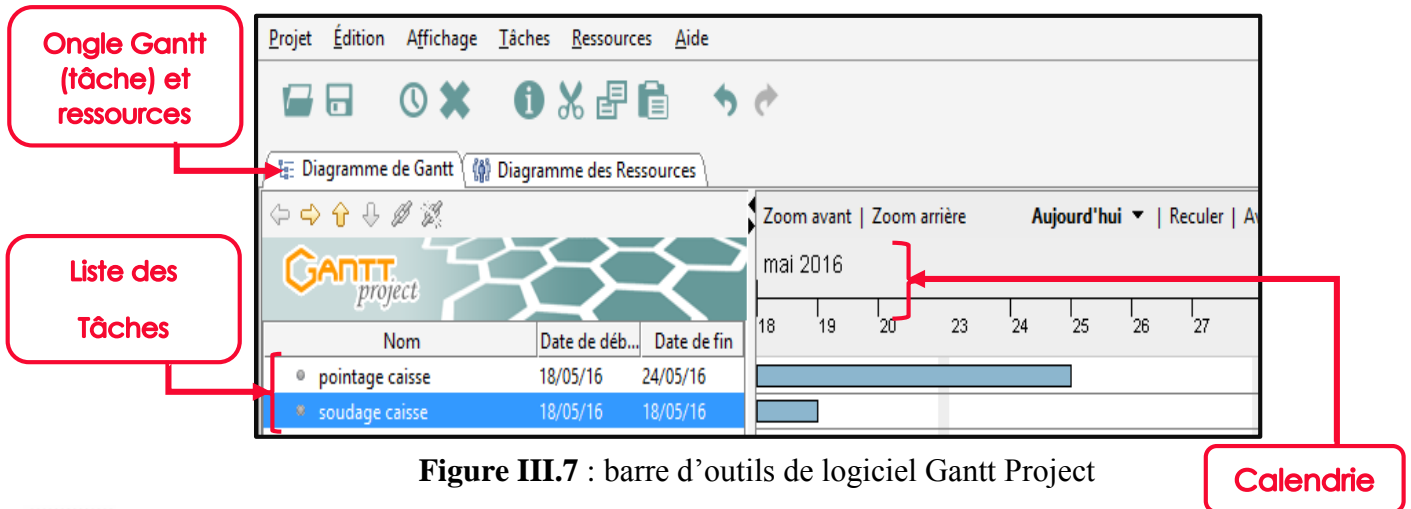 Ongle Gantt
(tâche) et
ressources
Projet Édition Affichage Tâches Ressources Aide
Diagramme de Gantt Diagramme des Ressources
Zoom avant | Zoom arrière Aujourd'hui | Reculer |
GANTT
project
mai 2016
18 19 20 23 24 25 26 27
Liste des
Tâches
Nom Date de déb... Date de fin
pointage caisse 18/05/16 24/05/16
soudage caisse 18/05/16 18/05/16
Calendrie
Figure III.7 : barre d’outils de logiciel Gantt Project